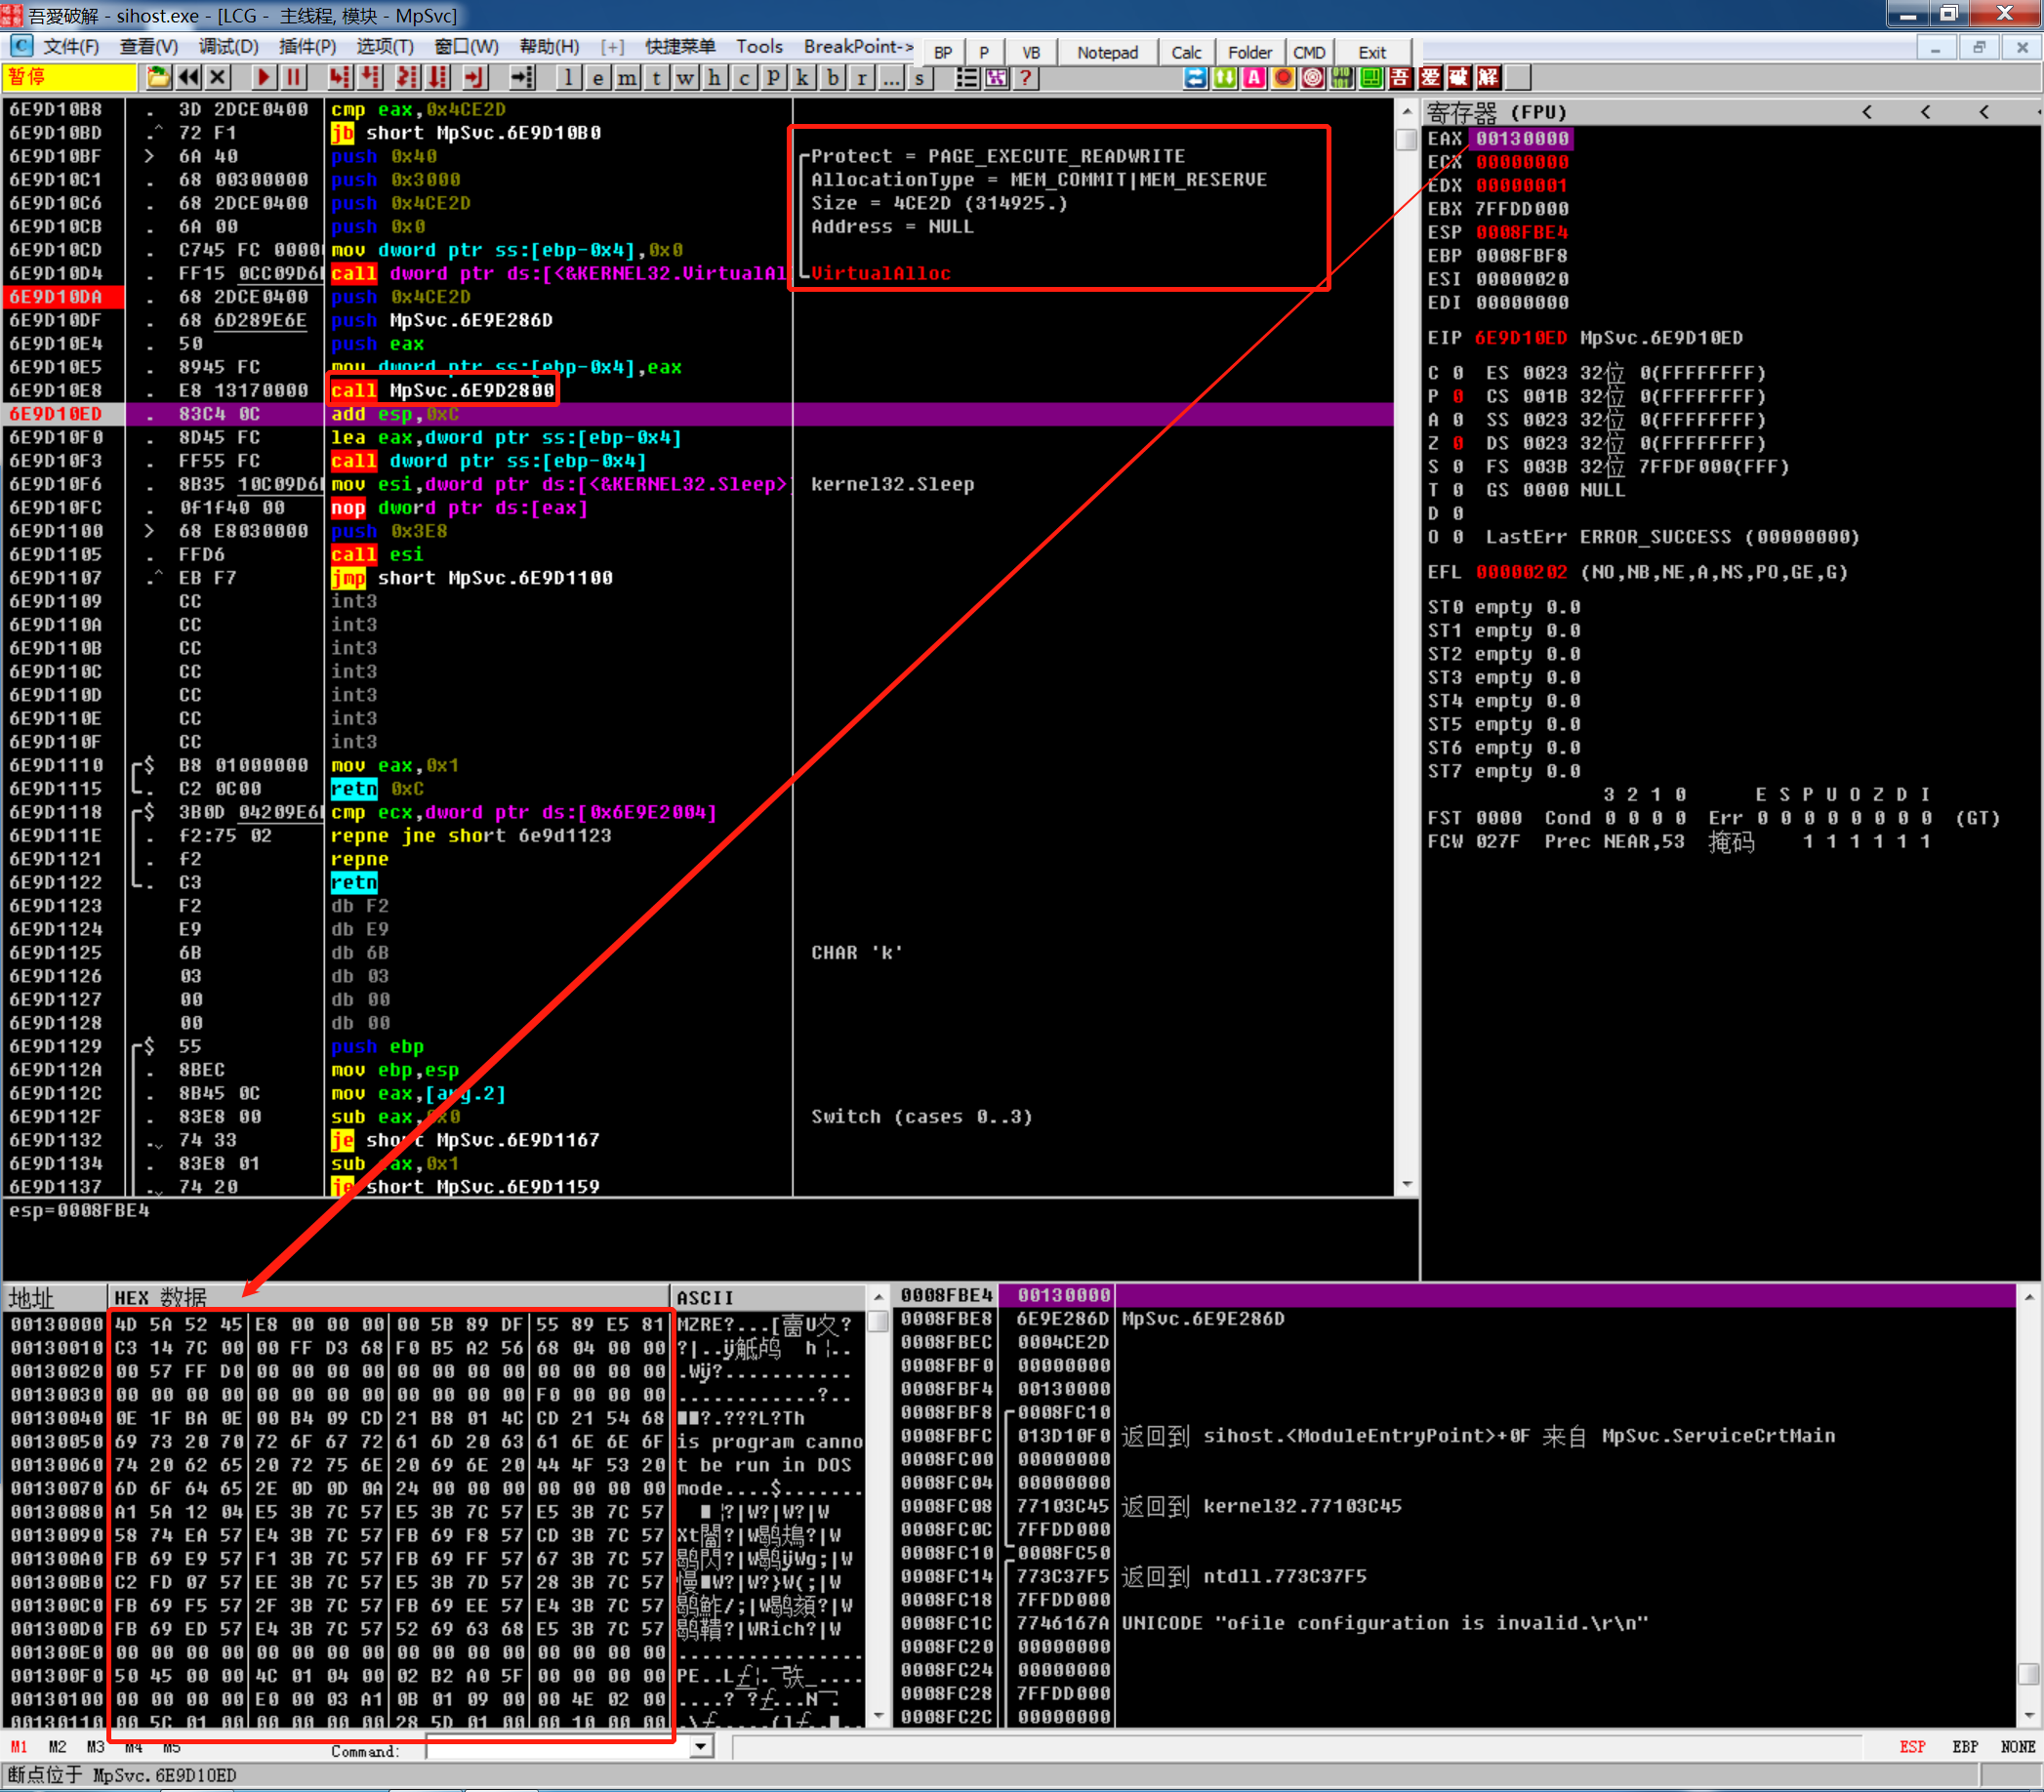 吾愛破解 - sihost.exe - [LCG - 主线程, 模块 - MpSvc]
文件(F) 查看(V) 调试(D) 插件(P) 选项(T) 窗口(W) 帮助(H) [+] 快捷菜单 Tools BreakPoint-> BP P VB Notepad Calc Folder CMD Exit
暂停 l e m t w h c P k b r ... s ? 吾 爱 破 解
6E9D10B8 . 3D 2DCE0400 cmp eax,0x4CE2D
6E9D10BD .^ 72 F1 jb short MpSvc.6E9D10B0
6E9D10BF > 6A 40 push 0x40 Protect = PAGE_EXECUTE_READWRITE
6E9D10C1 . 68 00300000 push 0x3000 AllocationType = MEM_COMMIT|MEM_RESERVE
6E9D10C6 . 68 2DCE0400 push 0x4CE2D Size = 4CE2D (314925.)
6E9D10CB . 6A 00 push 0x0 Address = NULL
6E9D10CD . C745 FC 0000 mov dword ptr ss:[ebp-0x4],0x0
6E9D10D4 . FF15 0CC09D6 call dword ptr ds:[<&KERNEL32.VirtualAl VirtualAlloc
6E9D10DA . 68 2DCE0400 push 0x4CE2D
6E9D10DF . 68 6D289E6E push MpSvc.6E9E286D
6E9D10E4 . 50 push eax
6E9D10E5 . 8945 FC mov dword ptr ss:[ebp-0x4],eax
6E9D10E8 . E8 13170000 call MpSvc.6E9D2800
6E9D10ED . 83C4 0C add esp,0xC
6E9D10F0 . 8D45 FC lea eax,dword ptr ss:[ebp-0x4]
6E9D10F3 . FF55 FC call dword ptr ss:[ebp-0x4]
6E9D10F6 . 8B35 10C09D6 mov esi,dword ptr ds:[<&KERNEL32.Sleep> kernel32.Sleep
6E9D10FC . 0f1f40 00 nop dword ptr ds:[eax]
6E9D1100 > 68 E8030000 push 0x3E8
6E9D1105 . FFD6 call esi
6E9D1107 .^ EB F7 jmp short MpSvc.6E9D1100
6E9D1109 CC int3
6E9D110A CC int3
6E9D110B CC int3
6E9D110C CC int3
6E9D110D CC int3
6E9D110E CC int3
6E9D110F CC int3
6E9D1110 $ B8 01000000 mov eax,0x1
6E9D1115 . C2 0C00 retn 0xC
6E9D1118 $ 3B0D 04209E6 cmp ecx,dword ptr ds:[0x6E9E2004]
6E9D111E . f2:75 02 repne jne short 6e9d1123
6E9D1121 . f2 repne
6E9D1122 . C3 retn
6E9D1123 F2 db F2
6E9D1124 E9 db E9
6E9D1125 6B db 6B CHAR 'k'
6E9D1126 03 db 03
6E9D1127 00 db 00
6E9D1128 00 db 00
6E9D1129 $ 55 push ebp
6E9D112A . 8BEC mov ebp,esp
6E9D112C . 8B45 0C mov eax,[arg.2]
6E9D112F . 83E8 00 sub eax,0x0 Switch (cases 0..3)
6E9D1132 . 74 33 je short MpSvc.6E9D1167
6E9D1134 . 83E8 01 sub eax,0x1
6E9D1137 . 74 20 je short MpSvc.6E9D1159
esp=0008FBE4
寄存器 (FPU) < < <
EAX 00130000
ECX 00000000
EDX 00000001
EBX 7FFDD000
ESP 0008FBE4
EBP 0008FBF8
ESI 00000020
EDI 00000000
EIP 6E9D10ED MpSvc.6E9D10ED
C 0 ES 0023 32位 0(FFFFFFFF)
P 0 CS 001B 32位 0(FFFFFFFF)
A 0 SS 0023 32位 0(FFFFFFFF)
Z 0 DS 0023 32位 0(FFFFFFFF)
S 0 FS 003B 32位 7FFDF000(FFF)
T 0 GS 0000 NULL
D 0
O 0 LastErr ERROR_SUCCESS (00000000)
EFL 00000202 (NO,NB,NE,A,NS,PO,GE,G)
ST0 empty 0.0
ST1 empty 0.0
ST2 empty 0.0
ST3 empty 0.0
ST4 empty 0.0
ST5 empty 0.0
ST6 empty 0.0
ST7 empty 0.0
3 2 1 0 E S P U O Z D I
FST 0000 Cond 0 0 0 0 Err 0 0 0 0 0 0 0 0 (GT)
FCW 027F Prec NEAR,53 掩码 1 1 1 1 1 1
地址 HEX 数据 ASCII
00130000 4D 5A 52 45 E8 00 00 00 00 5B 89 DF 55 89 E5 81 MZRE?...[
00130010 C3 14 7C 00 00 FF D3 68 F0 B5 A2 56 68 04 00 00
00130020 00 57 FF D0 00 00 00 00 00 00 00 00 00 00 00 00 .Wÿ?............
00130030 00 00 00 00 00 00 00 00 00 00 00 00 F0 00 00 00 ............?...
00130040 0E 1F BA 0E 00 B4 09 CD 21 B8 01 4C CD 21 54 68 ?.???L?Th
00130050 69 73 20 70 72 6F 67 72 61 6D 20 63 61 6E 6E 6F is program canno
00130060 74 20 62 65 20 72 75 6E 20 69 6E 20 44 4F 53 20 t be run in DOS
00130070 6D 6F 64 65 2E 0D 0D 0A 24 00 00 00 00 00 00 00 mode....$.......
00130080 A1 5A 12 04 E5 3B 7C 57 E5 3B 7C 57 E5 3B 7C 57
00130090 58 74 EA 57 E4 3B 7C 57 FB 69 F8 57 CD 3B 7C 57
001300A0 FB 69 E9 57 F1 3B 7C 57 FB 69 FF 57 67 3B 7C 57
001300B0 C2 FD 07 57 EE 3B 7C 57 E5 3B 7D 57 28 3B 7C 57
001300C0 FB 69 F5 57 2F 3B 7C 57 FB 69 EE 57 E4 3B 7C 57
001300D0 FB 69 ED 57 E4 3B 7C 57 52 69 63 68 E5 3B 7C 57
001300E0 00 00 00 00 00 00 00 00 00 00 00 00 00 00 00 00 ................
001300F0 50 45 00 00 4C 01 04 00 02 B2 A0 5F 00 00 00 00
00130100 00 00 00 00 E0 00 03 A1 0B 01 09 00 00 4E 02 00
00130110 00 5C 01 00 00 00 00 00 28 5D 01 00 00 10 00 00
0008FBE4 00130000
0008FBE8 6E9E286D MpSvc.6E9E286D
0008FBEC 0004CE2D
0008FBF0 00000000
0008FBF4 00130000
0008FBF8 0008FC10
0008FBFC 013D10F0 返回到 sihost.<ModuleEntryPoint>+0F 来自 MpSvc.ServiceCrtMain
0008FC00 00000000
0008FC04 00000000
0008FC08 77103C45 返回到 kernel32.77103C45
0008FC0C 7FFDD000
0008FC10 0008FC50
0008FC14 773C37F5 返回到 ntdll.773C37F5
0008FC18 7FFDD000
0008FC1C 7746167A UNICODE "ofile configuration is invalid.\r\n"
0008FC20 00000000
0008FC24 00000000
0008FC28 7FFDD000
0008FC2C 00000000
M1 M2 M3 M4 M5 Command: ESP EBP NONE
断点位于 MpSvc.6E9D10ED